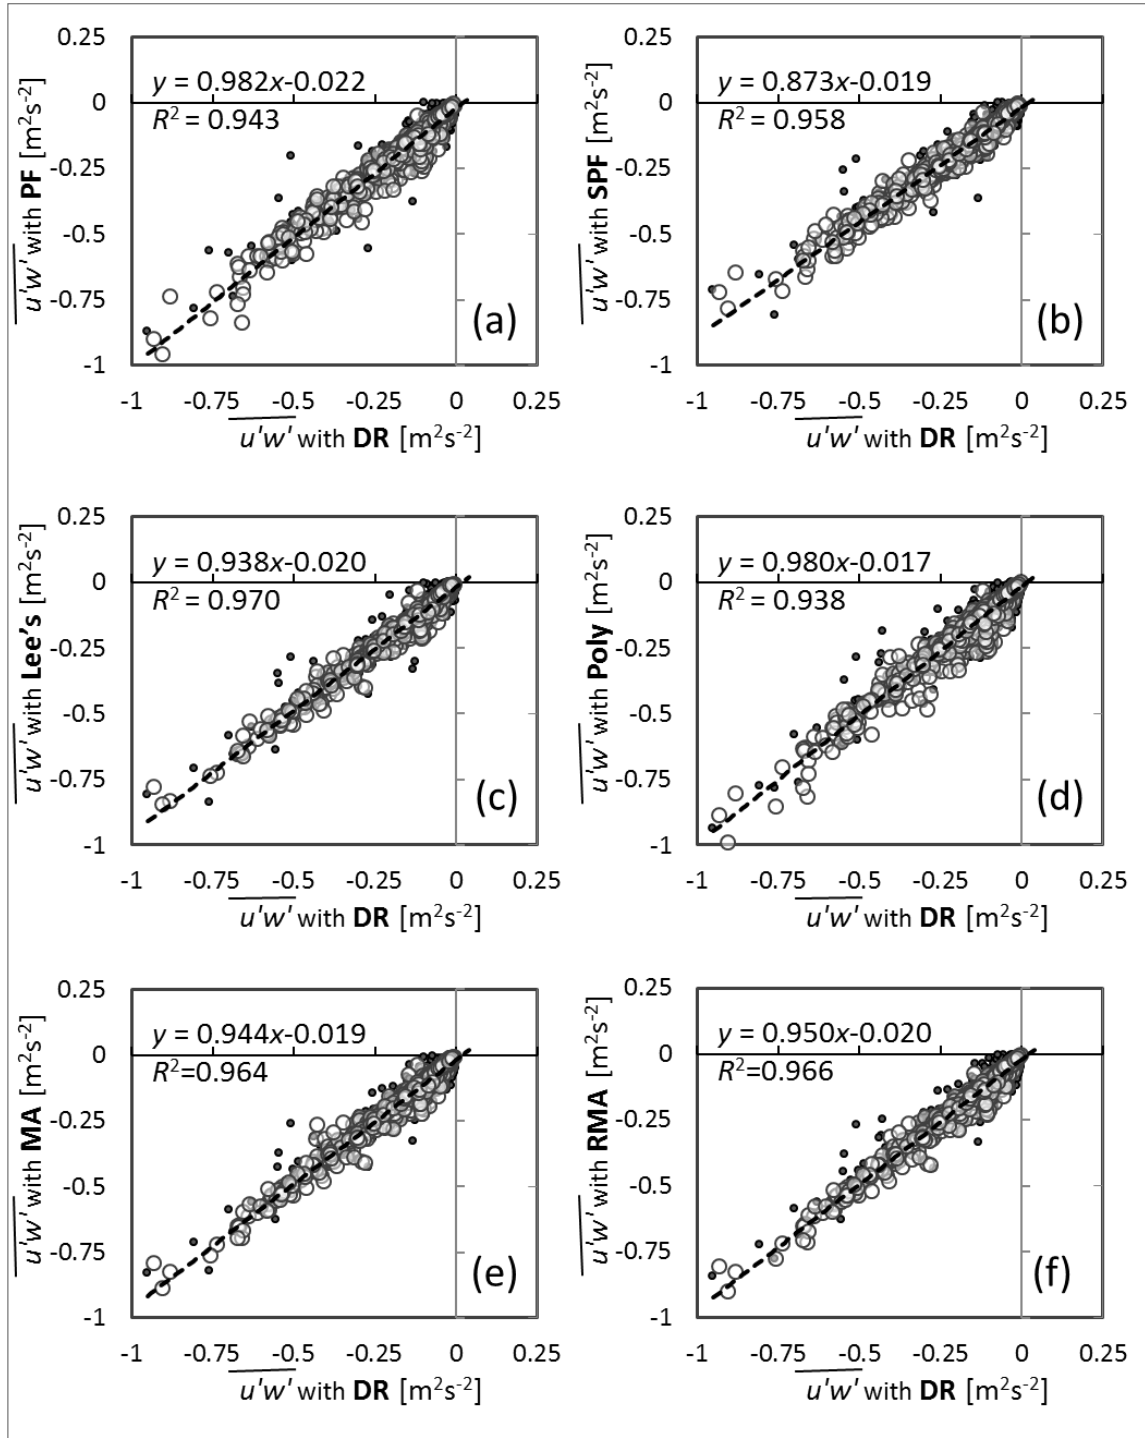 0.25
0
-0.25
-0.5
-0.75
-1
u'w' with PF [m²s⁻²]
y = 0.982x-0.022
R² = 0.943
(a)
-1 -0.75 -0.5 -0.25 0 0.25
u'w' with DR [m²s⁻²]
0.25
0
-0.25
-0.5
-0.75
-1
u'w' with SPF [m²s⁻²]
y = 0.873x-0.019
R² = 0.958
(b)
-1 -0.75 -0.5 -0.25 0 0.25
u'w' with DR [m²s⁻²]
0.25
0
-0.25
-0.5
-0.75
-1
u'w' with Lee's [m²s⁻²]
y = 0.938x-0.020
R² = 0.970
(c)
-1 -0.75 -0.5 -0.25 0 0.25
u'w' with DR [m²s⁻²]
0.25
0
-0.25
-0.5
-0.75
-1
u'w' with Poly [m²s⁻²]
y = 0.980x-0.017
R² = 0.938
(d)
-1 -0.75 -0.5 -0.25 0 0.25
u'w' with DR [m²s⁻²]
0.25
0
-0.25
-0.5
-0.75
-1
u'w' with MA [m²s⁻²]
y = 0.944x-0.019
R²=0.964
(e)
-1 -0.75 -0.5 -0.25 0 0.25
u'w' with DR [m²s⁻²]
0.25
0
-0.25
-0.5
-0.75
-1
u'w' with RMA [m²s⁻²]
y = 0.950x-0.020
R²=0.966
(f)
-1 -0.75 -0.5 -0.25 0 0.25
u'w' with DR [m²s⁻²]